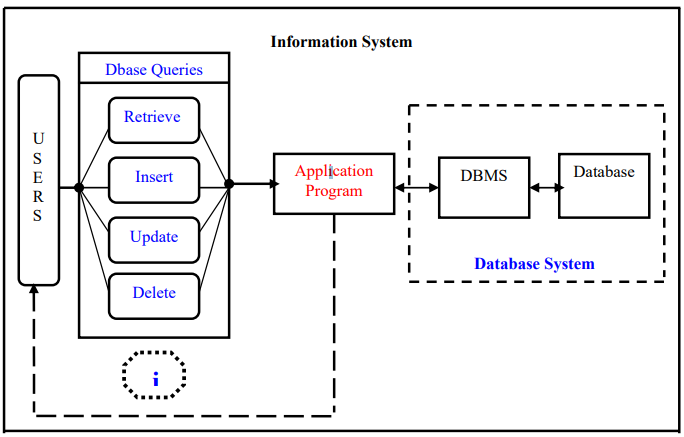 Information System
Dbase Queries
U
S
E
R
S
Retrieve
Insert
Update
Delete
Application
Program
DBMS
Database
Database System
i